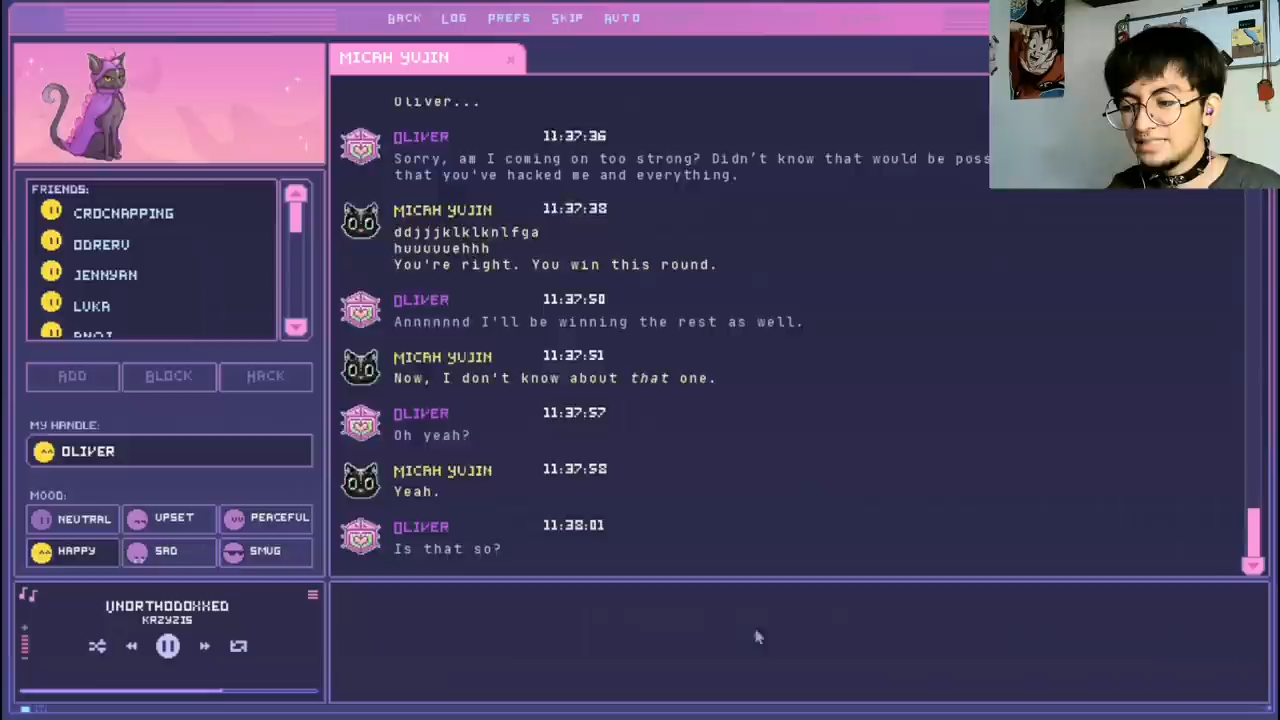 BACK LOG PREFS SKIP AUTO
MICAH YUJIN x
Oliver...
OLIVER 11:37:36
Sorry, am I coming on too strong? Didn't know that would be poss
that you've hacked me and everything.
MICAH YUJIN 11:37:38
ddjjjklklknlfga
huuuuuehhh
You're right. You win this round.
OLIVER 11:37:50
Annnnnnd I'll be winning the rest as well.
MICAH YUJIN 11:37:51
Now, I don't know about that one.
OLIVER 11:37:57
Oh yeah?
MICAH YUJIN 11:37:58
Yeah.
OLIVER 11:38:01
Is that so?
FRIENDS:
CROCNAPPING
ODRERU
JENNYAN
LUKA
ADD BLOCK HACK
MY HANDLE:
OLIVER
MOOD:
NEUTRAL UPSET PEACEFUL
HAPPY SAD SMUG
UNORTHODOXXED
KAZYZIS